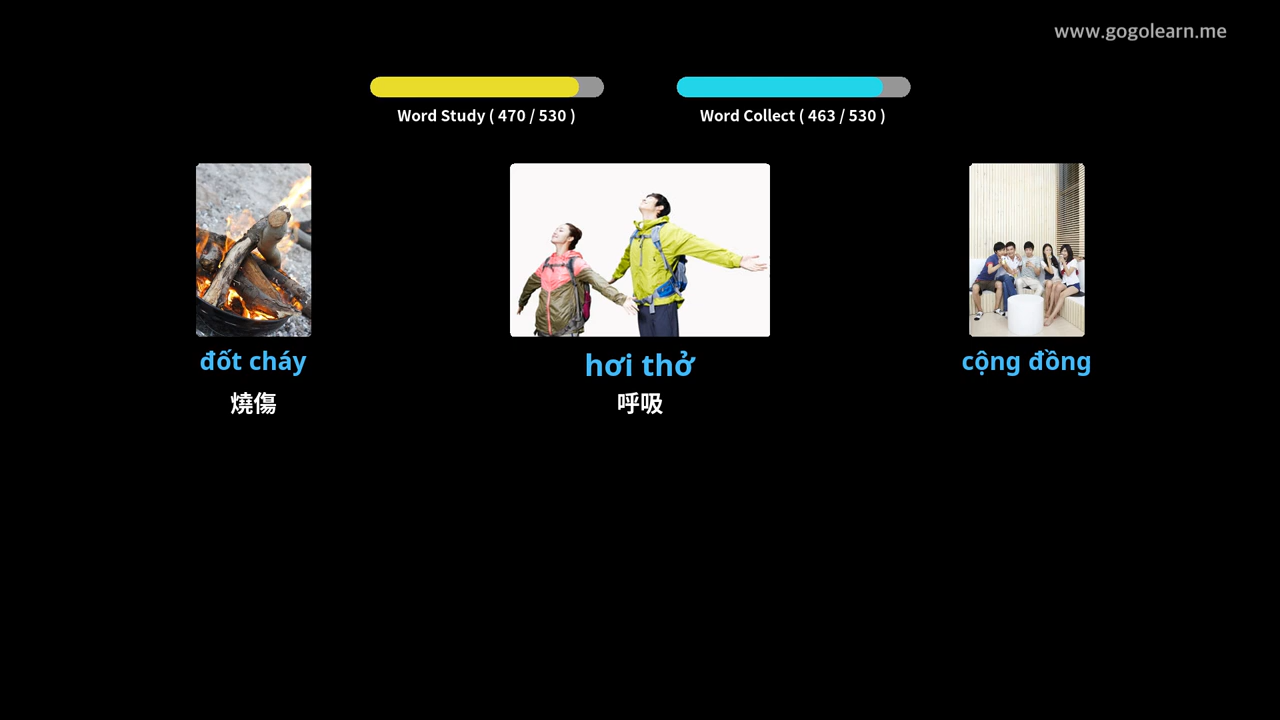 www.gogolearn.me
Word Study ( 470 / 530 )
Word Collect ( 463 / 530 )
đốt cháy
燒傷
hơi thở
呼吸
cộng đồng